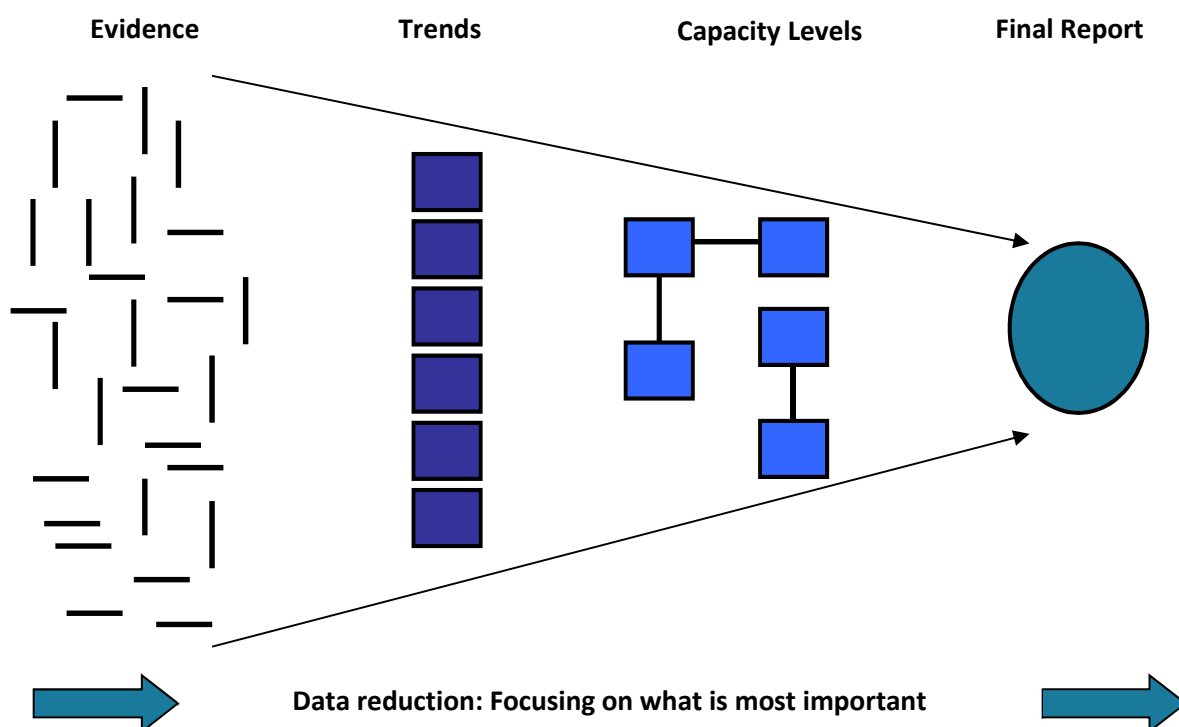 Evidence
Trends
Capacity Levels
Final Report
Data reduction: Focusing on what is most important